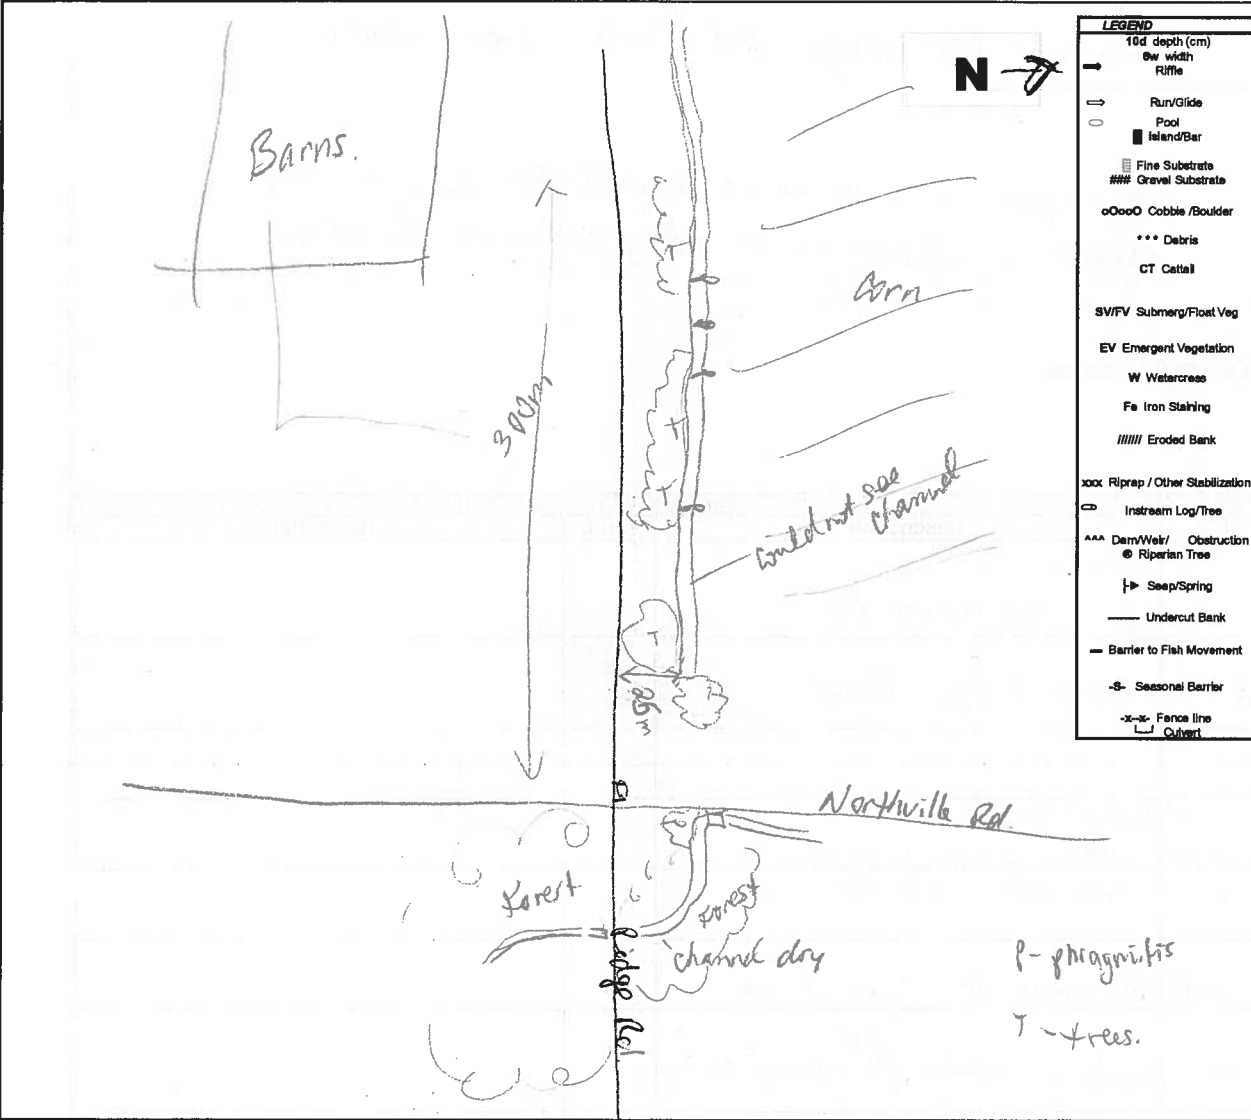 N
Barns.
Corn
300m
could not see
channel
T
T
T
T
25m
Northville Rd.
P
Forest
Forest
channel dry
Ridge Rd.
P - phragmitis
T - trees.
LEGEND
10d depth (cm)
6w width
Riffle
Run/Glide
Pool
Island/Bar
Fine Substrate
### Gravel Substrate
oOooO Cobble /Boulder
*** Debris
CT Cattail
SV/FV Submerg/Float Veg
EV Emergent Vegetation
W Watercress
Fe Iron Staining
/////// Eroded Bank
xxx Riprap / Other Stabilization
Instream Log/Tree
^^^ Dam/Weir/ Obstruction
Riparian Tree
Seep/Spring
Undercut Bank
Barrier to Fish Movement
-S- Seasonal Barrier
-x--x- Fence line
Culvert